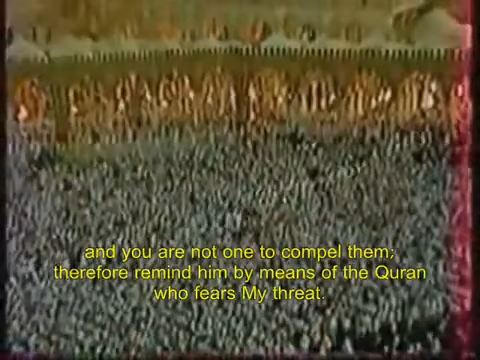 and you are not one to compel them;
therefore remind him by means of the Quran
who fears My threat.